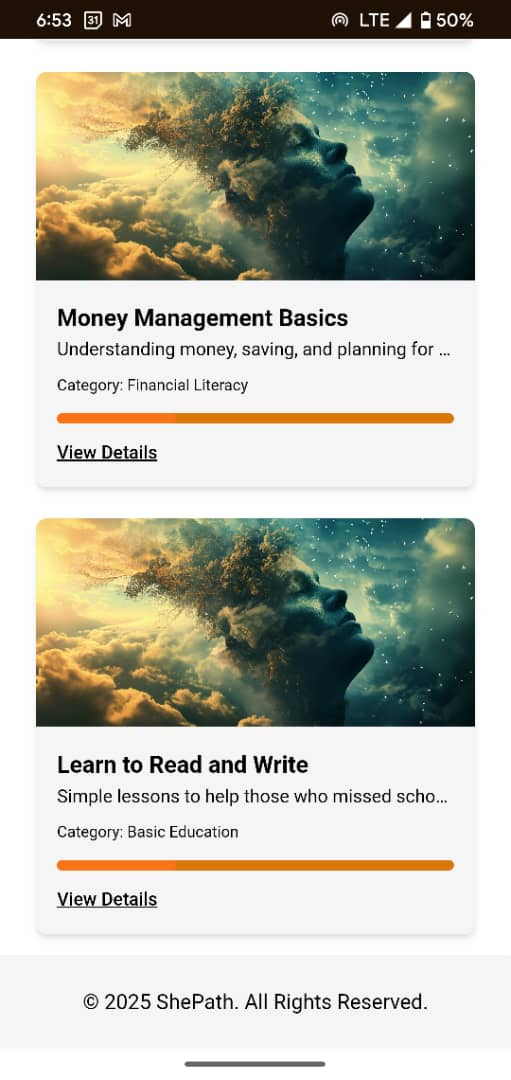 6:53 31 LTE 50%
Money Management Basics
Understanding money, saving, and planning for ...
Category: Financial Literacy
View Details
Learn to Read and Write
Simple lessons to help those who missed scho...
Category: Basic Education
View Details
© 2025 ShePath. All Rights Reserved.